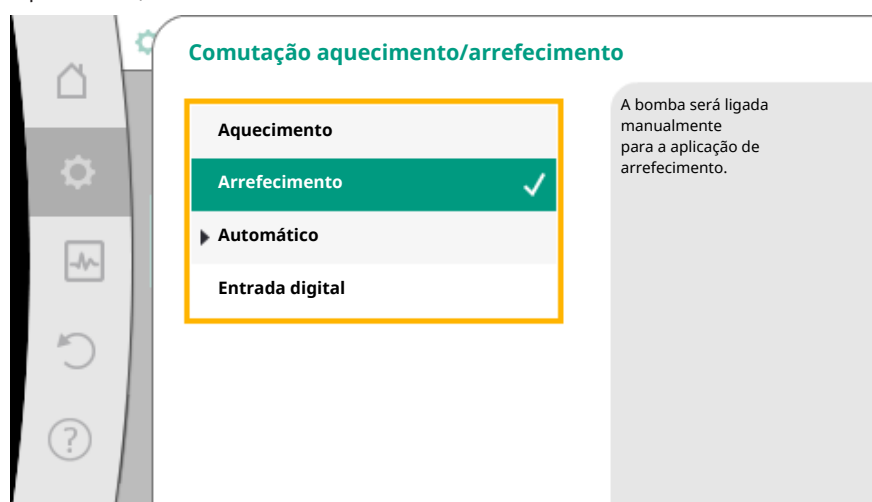 Comutação aquecimento/arrefecimento
Aquecimento
Arrefecimento
Automático
Entrada digital
A bomba será ligada
manualmente
para a aplicação de
arrefecimento.
?